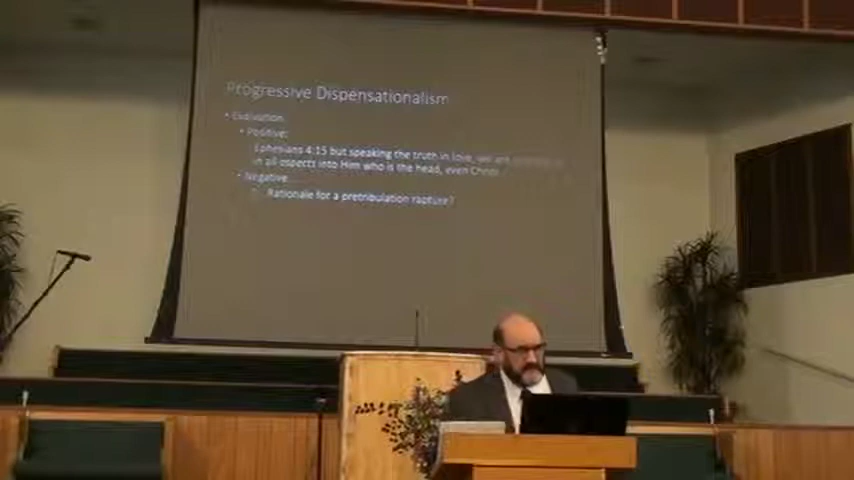 Progressive Dispensationalism
• Evaluation:
• Positive:
Ephesians 4:15 but speaking the truth in love, we are
in all aspects into Him who is the head, even Christ
• Negative
Rationale for a pretribulation rapture?